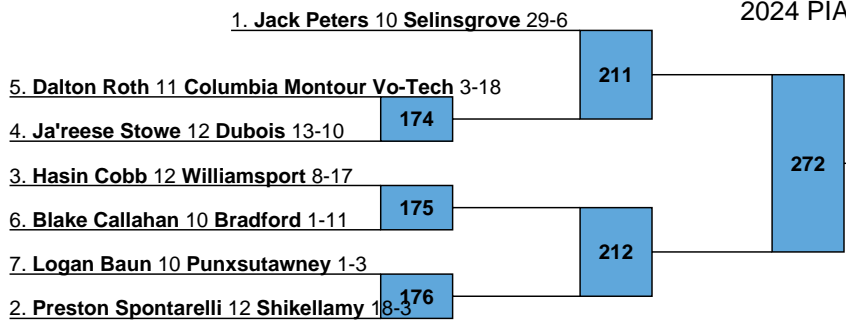 2024 PIA
1. Jack Peters 10 Selinsgrove 29-6
211
5. Dalton Roth 11 Columbia Montour Vo-Tech 3-18
174
4. Ja'reese Stowe 12 Dubois 13-10
272
3. Hasin Cobb 12 Williamsport 8-17
175
6. Blake Callahan 10 Bradford 1-11
212
7. Logan Baun 10 Punxsutawney 1-3
176
2. Preston Spontarelli 12 Shikellamy 18-3